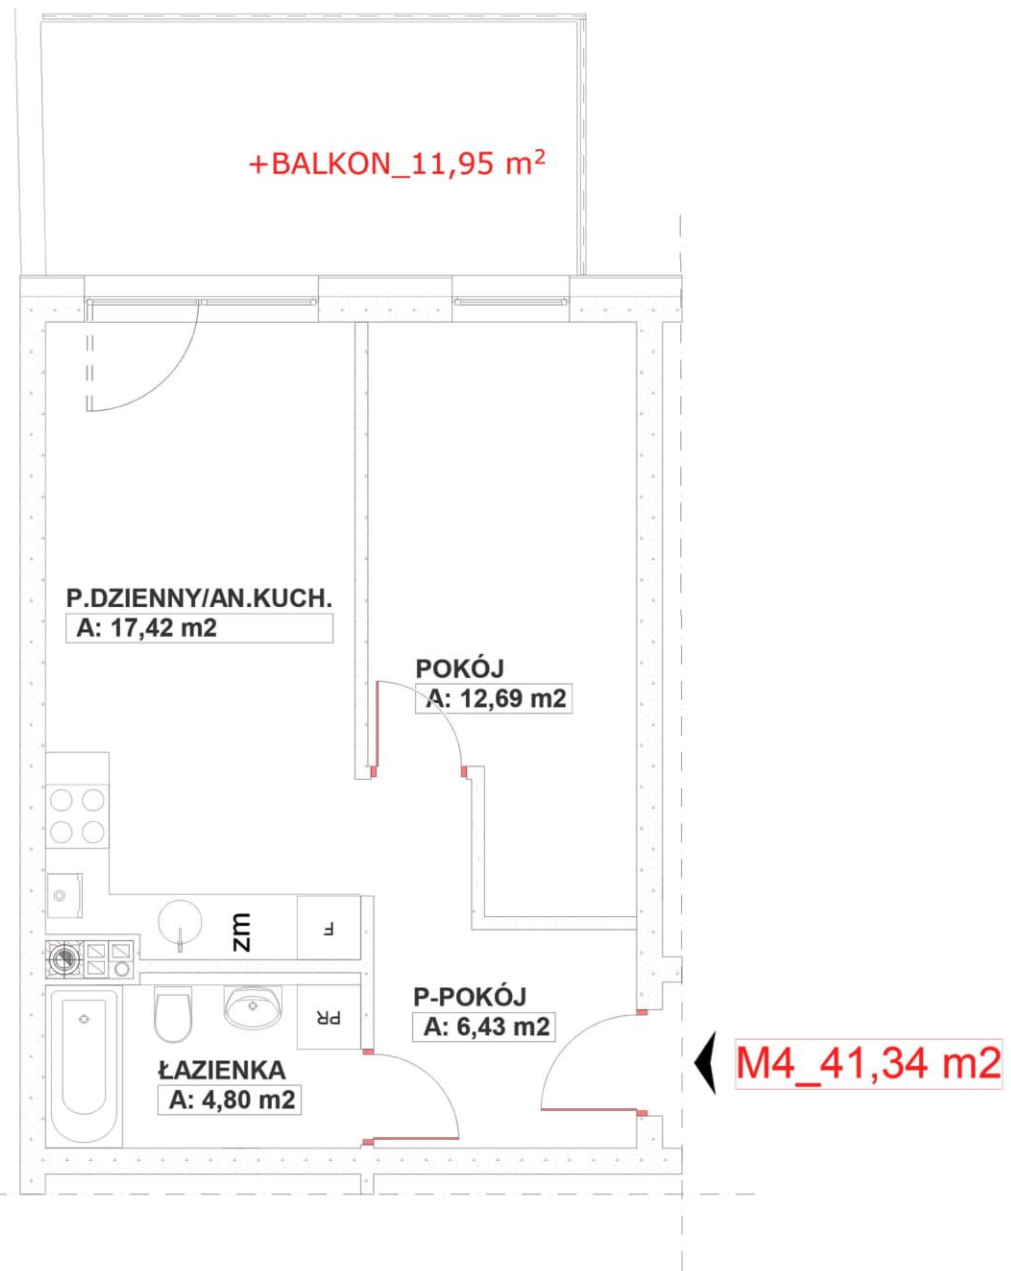 +BALKON_11,95 m²
P.DZIENNY/AN.KUCH.
A: 17,42 m2
POKÓJ
A: 12,69 m2
zm
F
PR
P-POKÓJ
A: 6,43 m2
ŁAZIENKA
A: 4,80 m2
M4_41,34 m2